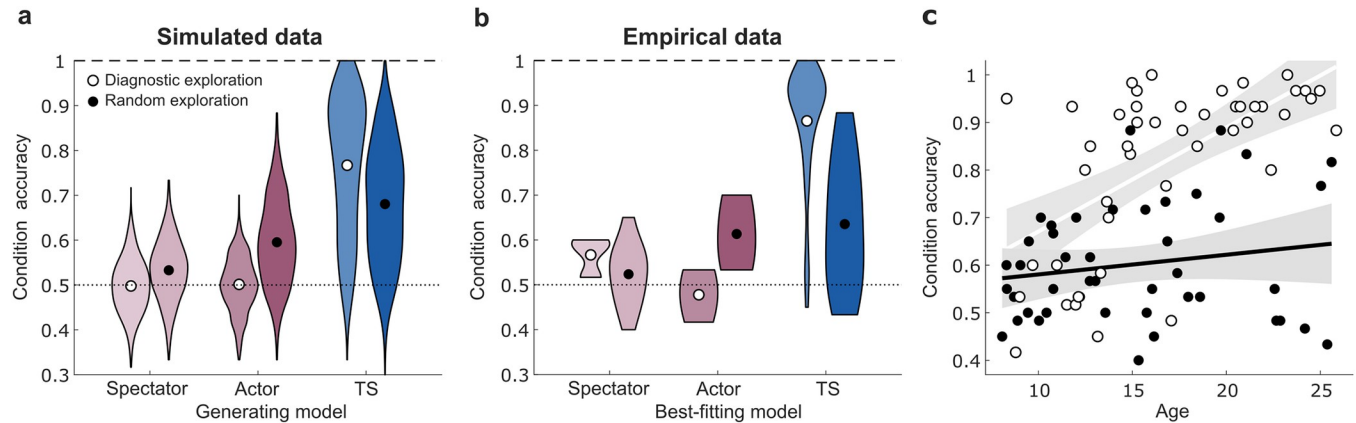 a
Simulated data
Diagnostic exploration
Random exploration
Condition accuracy
1
0.9
0.8
0.7
0.6
0.5
0.4
0.3
Spectator
Actor
TS
Generating model
b
Empirical data
Condition accuracy
1
0.9
0.8
0.7
0.6
0.5
0.4
0.3
Spectator
Actor
TS
Best-fitting model
c
Condition accuracy
1
0.9
0.8
0.7
0.6
0.5
0.4
10
15
20
25
Age